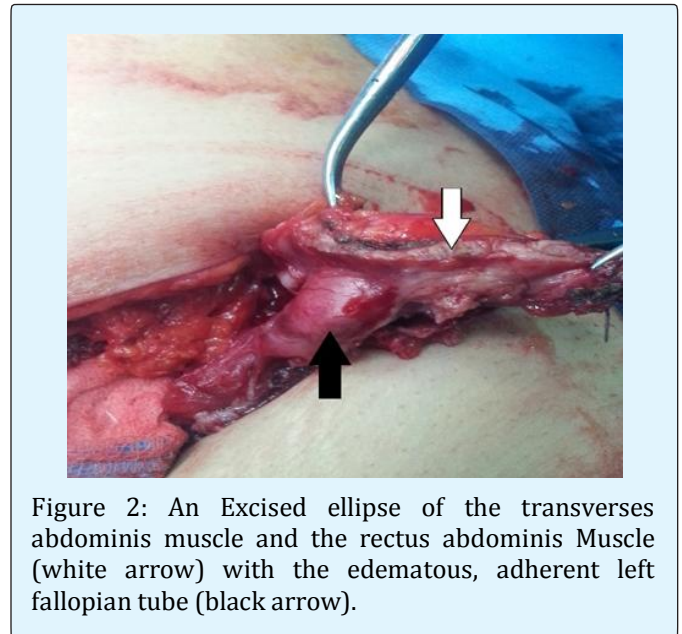 Figure 2: An Excised ellipse of the transverses
abdominis muscle and the rectus abdominis Muscle
(white arrow) with the edematous, adherent left
fallopian tube (black arrow).